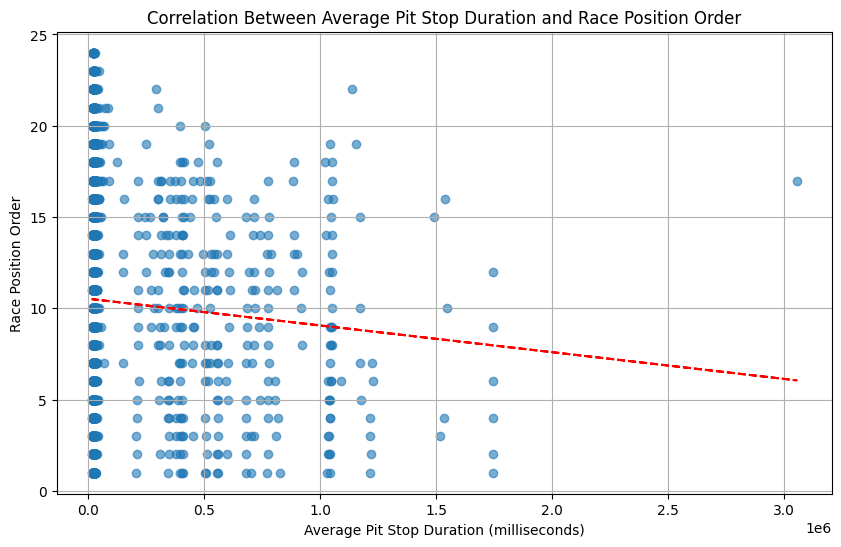 Correlation Between Average Pit Stop Duration and Race Position Order
Race Position Order
25
20
15
10
5
0
0.0 0.5 1.0 1.5 2.0 2.5 3.0
1e6
Average Pit Stop Duration (milliseconds)